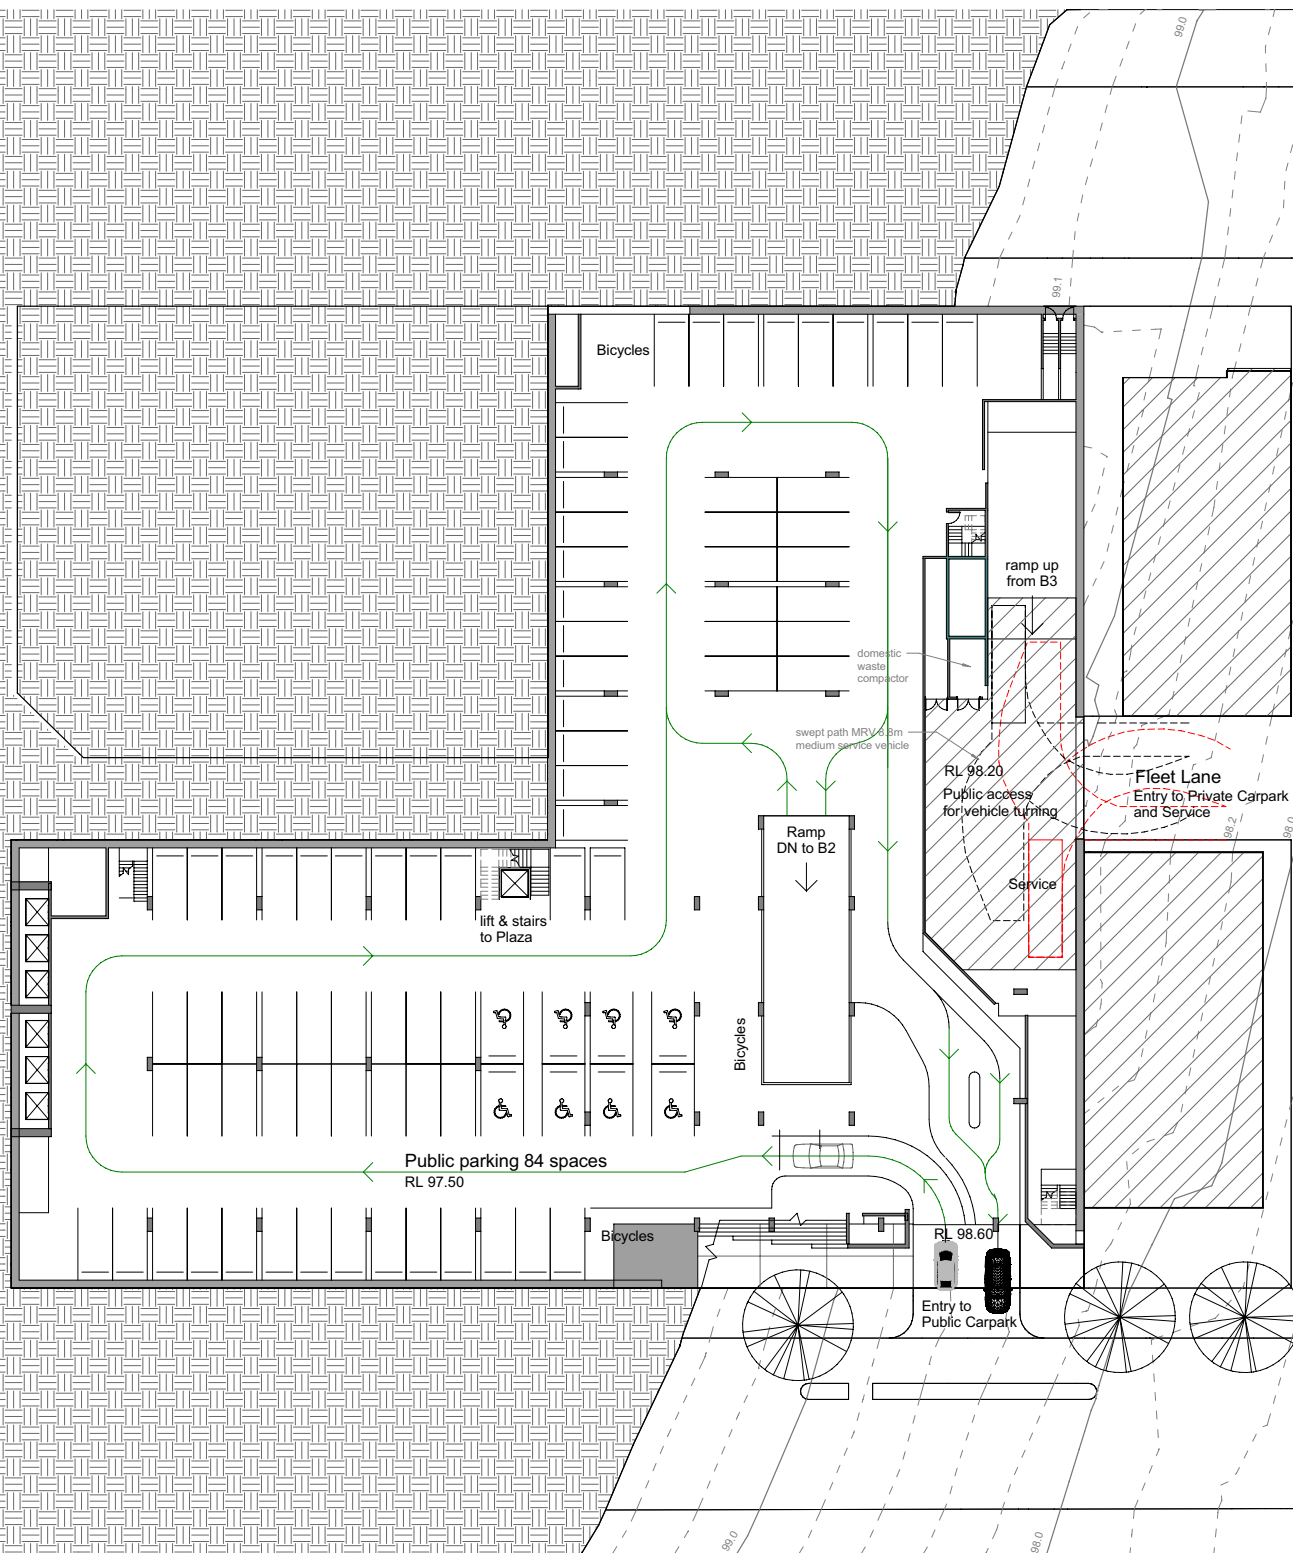 99.0
99.1
Bicycles
ramp up
from B3
domestic
waste
compactor
swept path MRV 8.8m
medium service vehicle
RL 98.20
Public access
for vehicle turning
Fleet Lane
Entry to Private Carpark
and Service
98.2
98.0
Ramp
DN to B2
Service
lift & stairs
to Plaza
Bicycles
Public parking 84 spaces
RL 97.50
Bicycles
RL 98.60
Entry to
Public Carpark
99.0
98.0